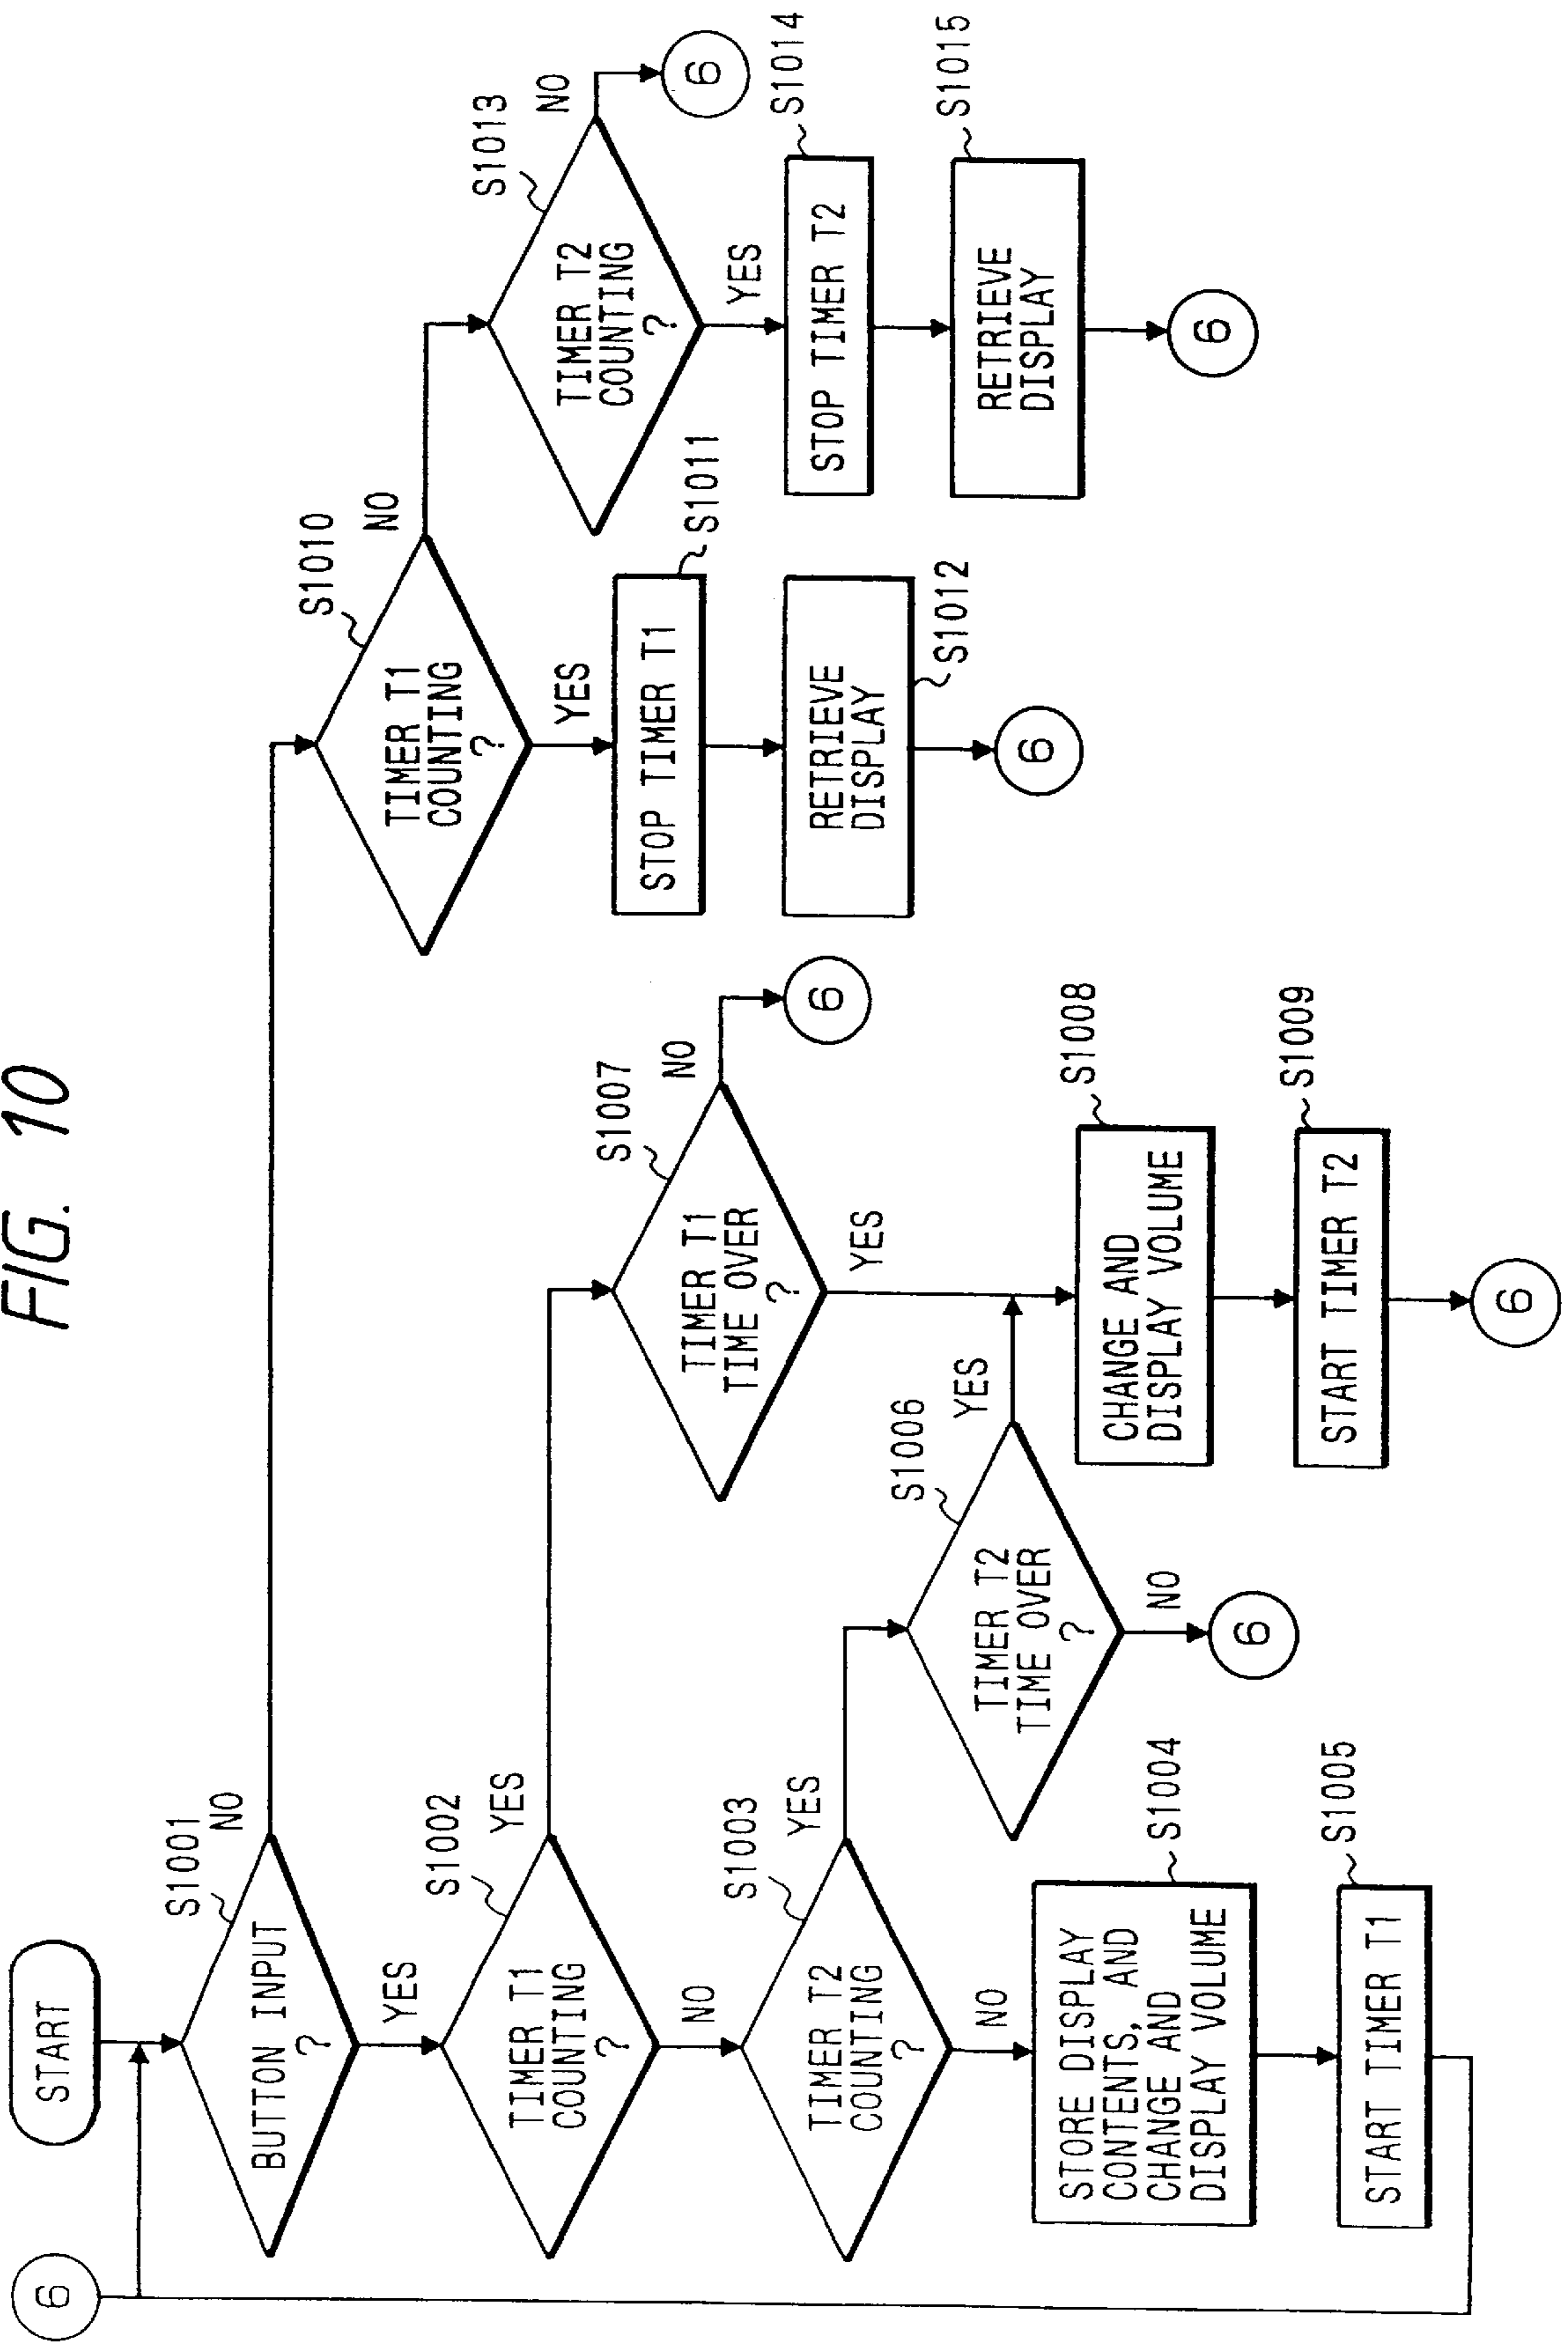 FIG. 10
START
6
S1001
BUTTON INPUT
?
NO
YES
S1002
TIMER T1
COUNTING
?
YES
NO
S1003
TIMER T2
COUNTING
?
YES
NO
S1004
STORE DISPLAY
CONTENTS, AND
CHANGE AND
DISPLAY VOLUME
S1005
START TIMER T1
S1006
TIMER T2
TIME OVER
?
YES
NO
6
S1007
TIMER T1
TIME OVER
?
NO
6
YES
S1008
CHANGE AND
DISPLAY VOLUME
S1009
START TIMER T2
6
S1010
TIMER T1
COUNTING
?
NO
YES
S1011
STOP TIMER T1
S1012
RETRIEVE
DISPLAY
6
S1013
TIMER T2
COUNTING
?
NO
6
YES
S1014
STOP TIMER T2
S1015
RETRIEVE
DISPLAY
6